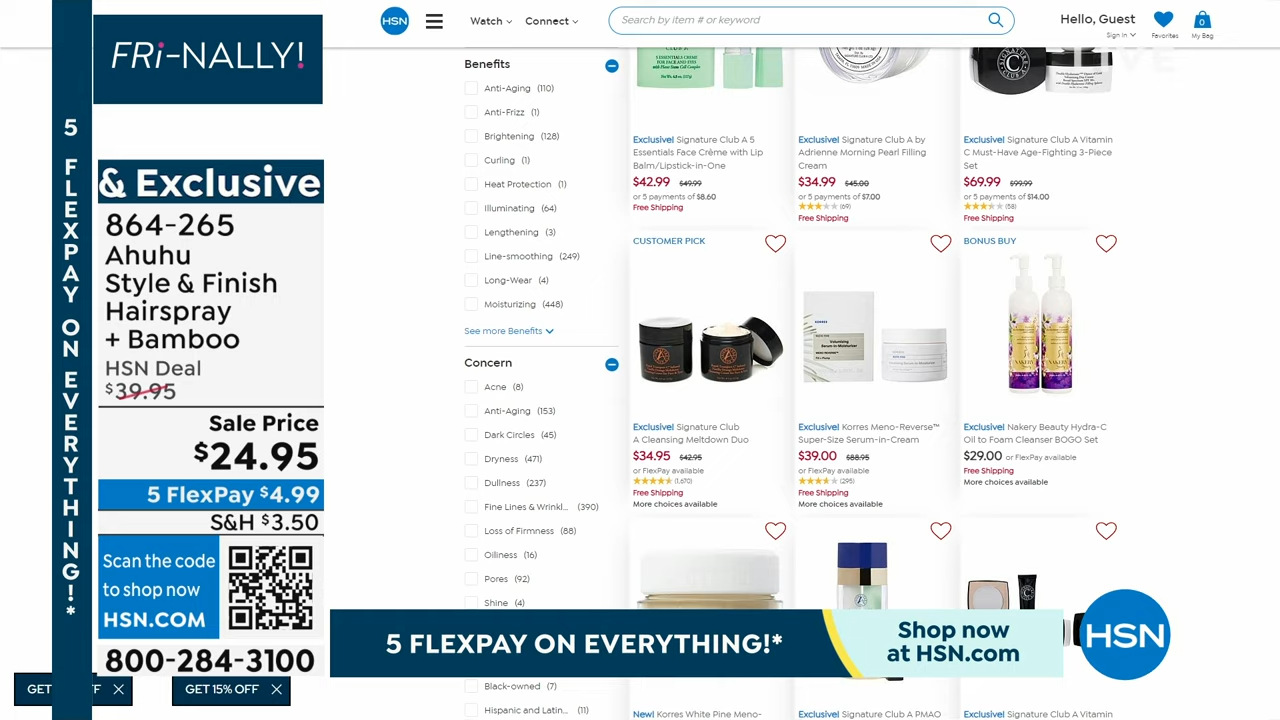 FRi-NALLY!
5 FLEXPAY ON EVERYTHING!*
& Exclusive
864-265
Ahuhu
Style & Finish
Hairspray
+ Bamboo
HSN Deal
$39.95
Sale Price
$24.95
5 FlexPay $4.99
S&H $3.50
Scan the code
to shop now
HSN.COM
800-284-3100
GET
FF
GET 15% OFF
HSN
Watch
Connect
Search by item # or keyword
Hello, Guest
Sign In
Favorites
My Bag
LIVE
Benefits
Anti-Aging (110)
Anti-Frizz (1)
Brightening (128)
Curling (1)
Heat Protection (1)
Illuminating (64)
Lengthening (3)
Line-smoothing (249)
Long-Wear (4)
Moisturizing (448)
See more Benefits
Concern
Acne (8)
Anti-Aging (153)
Dark Circles (45)
Dryness (471)
Dullness (237)
Fine Lines & Wrinkl... (390)
Loss of Firmness (88)
Oiliness (16)
Pores (92)
Shine (4)
Black-owned (7)
Hispanic and Latin... (11)
Exclusive! Signature Club A 5
Essentials Face Crème with Lip
Balm/Lipstick-in-One
$42.99 $49.99
or 5 payments of $8.60
Free Shipping
Exclusive! Signature Club A by
Adrienne Morning Pearl Filling
Cream
$34.99 $45.00
or 5 payments of $7.00
(69)
Free Shipping
Exclusive! Signature Club A Vitamin
C Must-Have Age-Fighting 3-Piece
Set
$69.99 $99.99
or 5 payments of $14.00
(58)
Free Shipping
CUSTOMER PICK
Exclusive! Signature Club
A Cleansing Meltdown Duo
$34.95 $42.95
or FlexPay available
(1,670)
Free Shipping
More choices available
KORRES
Exclusive! Korres Meno-Reverse™
Super-Size Serum-in-Cream
$39.00 $88.95
or FlexPay available
(295)
Free Shipping
More choices available
BONUS BUY
NAKERY
Exclusive! Nakery Beauty Hydra-C
Oil to Foam Cleanser BOGO Set
$29.00 or FlexPay available
Free Shipping
More choices available
5 FLEXPAY ON EVERYTHING!*
Shop now
at HSN.com
HSN
New! Korres White Pine Meno-
Exclusive! Signature Club A PMAO
Exclusive! Signature Club A Vitamin